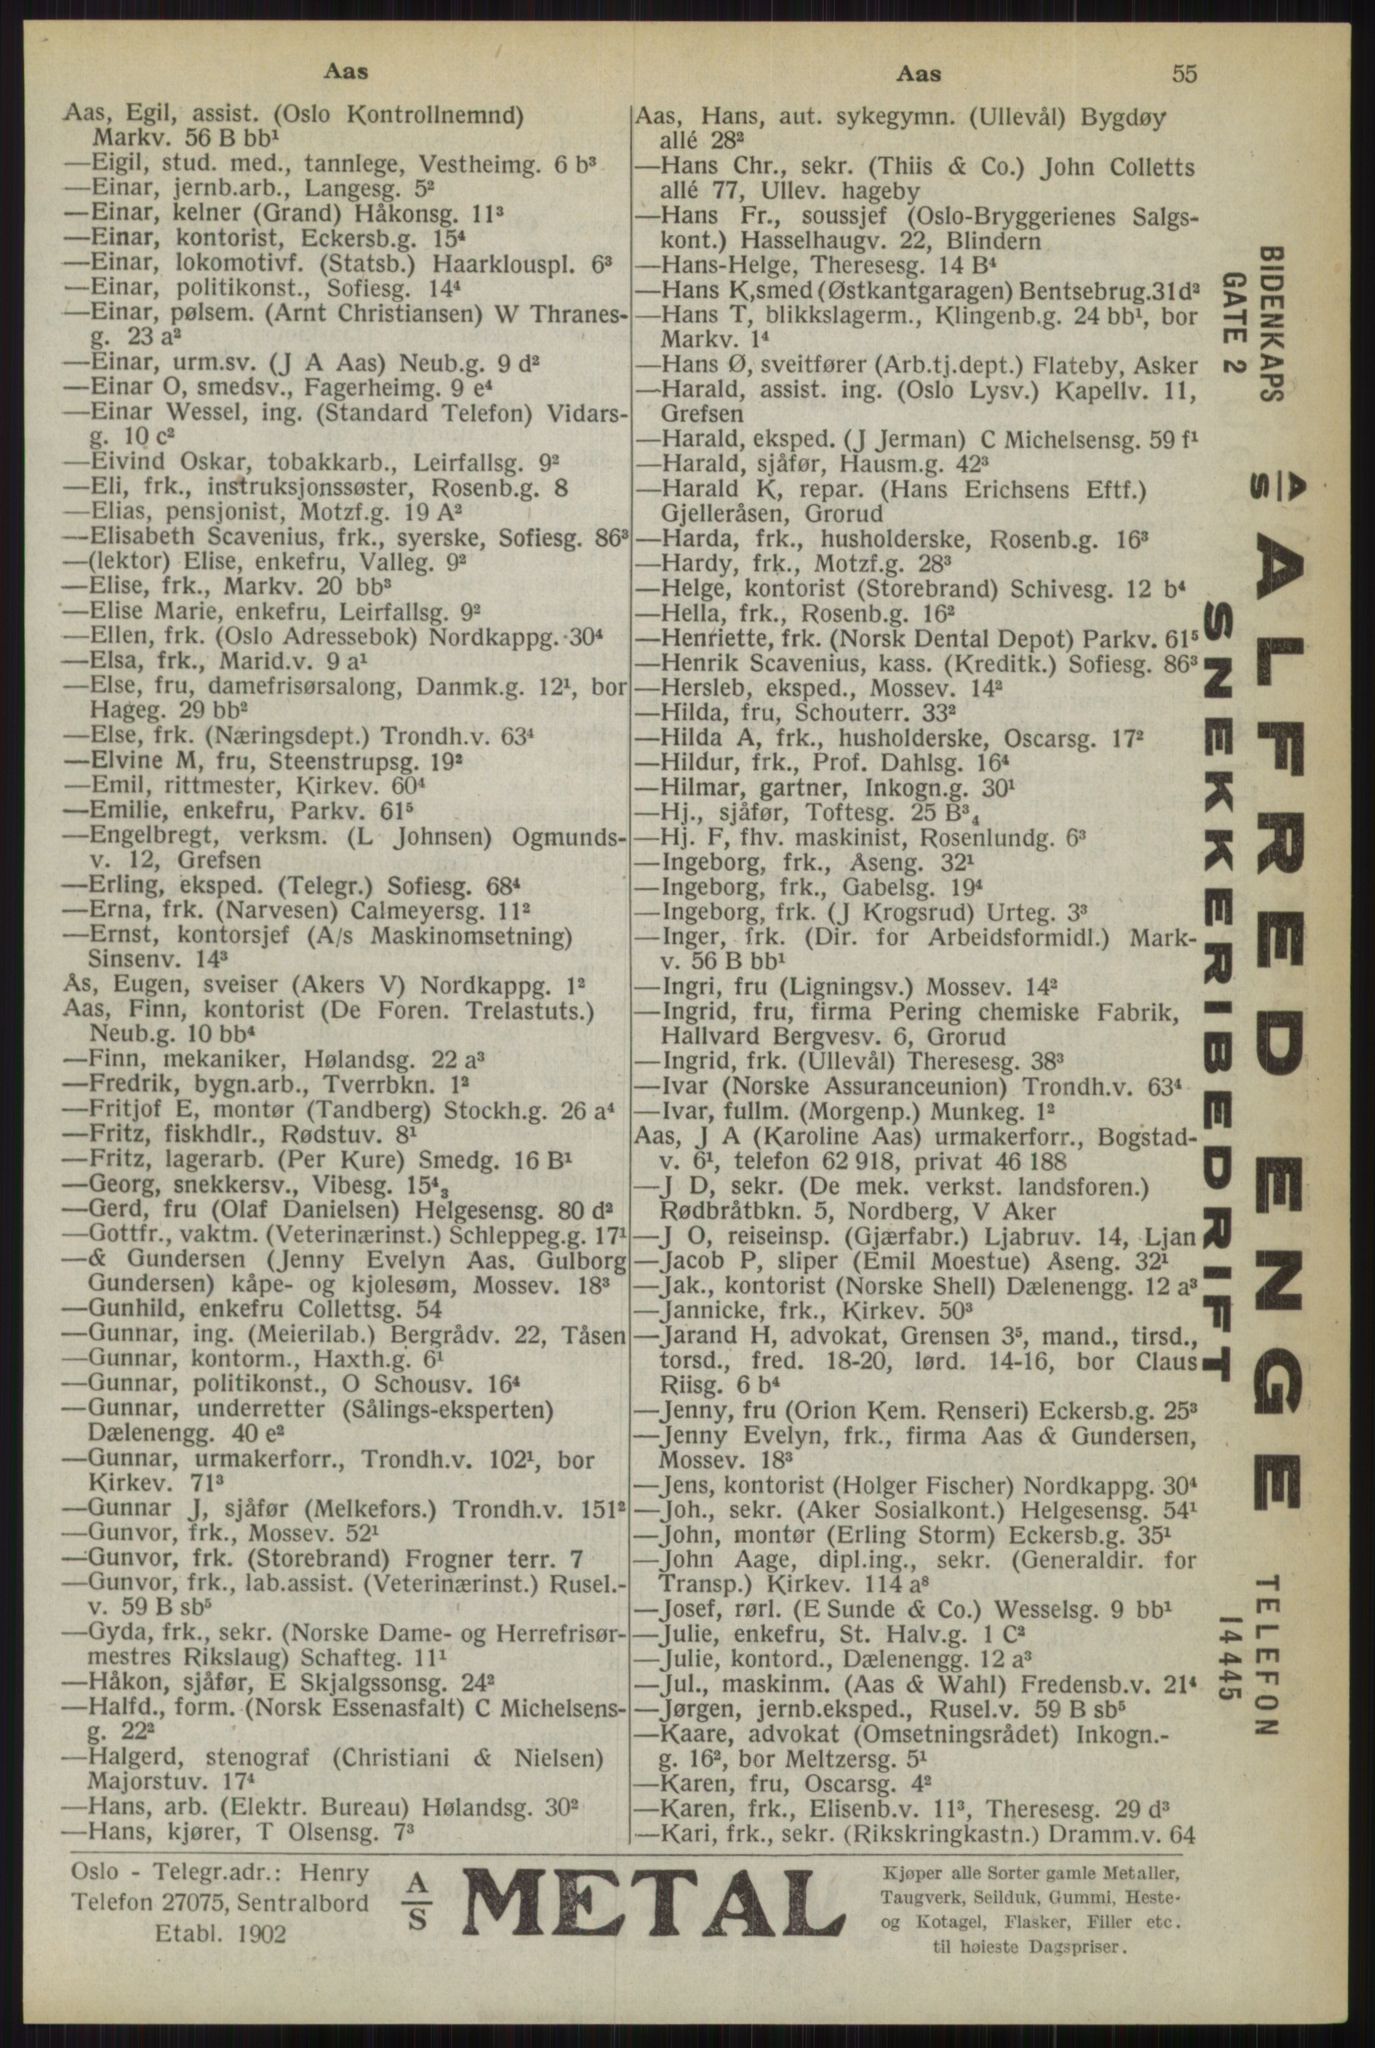 Aas
Aas, Egil, assist. (Oslo Kontrollnemnd)
Markv. 56 B bb¹
—Eigil, stud. med., tannlege, Vestheimg. 6 b³
—Einar, jernb.arb., Langesg. 5²
—Einar, kelner (Grand) Håkonsg. 11³
—Einar, kontorist, Eckersb.g. 15⁴
—Einar, lokomotivf. (Statsb.) Haarklouspl. 6³
—Einar, politikonst., Sofiesg. 14⁴
—Einar, pølsem. (Arnt Christiansen) W Thranes-
g. 23 a²
—Einar, urm.sv. (J A Aas) Neub.g. 9 d²
—Einar O, smedsv., Fagerheimg. 9 e⁴
—Einar Wessel, ing. (Standard Telefon) Vidars-
g. 10 c²
—Eivind Oskar, tobakkarb., Leirfallsg. 9²
—Eli, frk., instruksjonssøster, Rosenb.g. 8
—Elias, pensjonist, Motzf.g. 19 A²
—Elisabeth Scavenius, frk., syerske, Sofiesg. 86³
—(lektor) Elise, enkefru, Valleg. 9²
—Elise, frk., Markv. 20 bb³
—Elise Marie, enkefru, Leirfallsg. 9²
—Ellen, frk. (Oslo Adressebok) Nordkappg. 30⁴
—Elsa, frk., Marid.v. 9 a¹
—Else, fru, damefrisørsalong, Danmk.g. 12¹, bor
Hageg. 29 bb²
—Else, frk. (Næringsdept.) Trondh.v. 63⁴
—Elvine M, fru, Steenstrupsg. 19²
—Emil, rittmester, Kirkev. 60⁴
—Emilie, enkefru, Parkv. 61⁵
—Engelbregt, verksm. (L Johnsen) Ogmunds-
v. 12, Grefsen
—Erling, eksped. (Telegr.) Sofiesg. 68⁴
—Erna, frk. (Narvesen) Calmeyersg. 11²
—Ernst, kontorsjef (A/s Maskinomsetning)
Sinsenv. 14³
Ås, Eugen, sveiser (Akers V) Nordkappg. 1²
Aas, Finn, kontorist (De Foren. Trelastuts.)
Neub.g. 10 bb⁴
—Finn, mekaniker, Hølandsg. 22 a³
—Fredrik, bygn.arb., Tverrbkn. 1²
—Fritjof E, montør (Tandberg) Stockh.g. 26 a⁴
—Fritz, fiskhdlr., Rødstuv. 8¹
—Fritz, lagerarb. (Per Kure) Smedg. 16 B¹
—Georg, snekkersv., Vibesg. 15⁴₃
—Gerd, fru (Olaf Danielsen) Helgesensg. 80 d²
—Gottfr., vaktm. (Veterinærinst.) Schleppeg.g. 17¹
—& Gundersen (Jenny Evelyn Aas, Gulborg
Gundersen) kåpe- og kjolesøm, Mossev. 18³
—Gunhild, enkefru Collettsg. 54
—Gunnar, ing. (Meierilab.) Bergrådv. 22, Tåsen
—Gunnar, kontorm., Haxth.g. 6¹
—Gunnar, politikonst., O Schousv. 16⁴
—Gunnar, underretter (Sålings-eksperten)
Dælenengg. 40 e²
—Gunnar, urmakerforr., Trondh.v. 102¹, bor
Kirkev. 71³
—Gunnar J, sjåfør (Melkefors.) Trondh.v. 151²
—Gunvor, frk., Mossev. 52¹
—Gunvor, frk. (Storebrand) Frogner terr. 7
—Gunvor, frk., lab.assist. (Veterinærinst.) Rusel.-
v. 59 B sb⁵
—Gyda, frk., sekr. (Norske Dame- og Herrefrisør-
mestres Rikslaug) Schafteg. 11¹
—Håkon, sjåfør, E Skjalgssonsg. 24²
—Halfd., form. (Norsk Essenasfalt) C Michelsens-
g. 22²
—Halgerd, stenograf (Christiani & Nielsen)
Majorstuv. 17⁴
—Hans, arb. (Elektr. Bureau) Hølandsg. 30²
—Hans, kjører, T Olsensg. 7³
Aas 55
Aas, Hans, aut. sykegymn. (Ullevål) Bygdøy
allé 28²
—Hans Chr., sekr. (Thiis & Co.) John Colletts
allé 77, Ullev. hageby
—Hans Fr., soussjef (Oslo-Bryggerienes Salgs-
kont.) Hasselhaugv. 22, Blindern
—Hans-Helge, Theresesg. 14 B⁴
—Hans K, smed (Østkantgaragen) Bentsebrug. 31 d²
—Hans T, blikkslagerm., Klingenb.g. 24 bb¹, bor
Markv. 1⁴
—Hans Ø, sveitfører (Arb.tj.dept.) Flateby, Asker
—Harald, assist. ing. (Oslo Lysv.) Kapellv. 11,
Grefsen
—Harald, eksped. (J Jerman) C Michelsensg. 59 f¹
—Harald, sjåfør, Hausm.g. 42³
—Harald K, repar. (Hans Erichsens Eftf.)
Gjelleråsen, Grorud
—Harda, frk., husholderske, Rosenb.g. 16³
—Hardy, frk., Motzf.g. 28³
—Helge, kontorist (Storebrand) Schivesg. 12 b⁴
—Hella, frk., Rosenb.g. 16²
—Henriette, frk. (Norsk Dental Depot) Parkv. 61⁵
—Henrik Scavenius, kass. (Kreditk.) Sofiesg. 86³
—Hersleb, eksped., Mossev. 14²
—Hilda, fru, Schouterr. 33²
—Hilda A, frk., husholderske, Oscarsg. 17²
—Hildur, frk., Prof. Dahlsg. 16⁴
—Hilmar, gartner, Inkogn.g. 30¹
—Hj., sjåfør, Toftesg. 25 B³₄
—Hj. F, fhv. maskinist, Rosenlundg. 6³
—Ingeborg, frk., Åseng. 32¹
—Ingeborg, frk., Gabelsg. 19⁴
—Ingeborg, frk. (J Krogsrud) Urteg. 3³
—Inger, frk. (Dir. for Arbeidsformidl.) Mark-
v. 56 B bb¹
—Ingri, fru (Ligningsv.) Mossev. 14²
—Ingrid, fru, firma Pering chemiske Fabrik,
Hallvard Bergvesv. 6, Grorud
—Ingrid, frk. (Ullevål) Theresesg. 38³
—Ivar (Norske Assuranceunion) Trondh.v. 63⁴
—Ivar, fullm. (Morgenp.) Munkeg. 1²
Aas, J A (Karoline Aas) urmakerforr., Bogstad-
v. 6¹, telefon 62 918, privat 46 188
—J D, sekr. (De mek. verkst. landsforen.)
Rødbråtbkn. 5, Nordberg, V Aker
—J O, reiseinsp. (Gjærfabr.) Ljabruv. 14, Ljan
—Jacob P, sliper (Emil Moestue) Åseng. 32¹
—Jak., kontorist (Norske Shell) Dælenengg. 12 a³
—Jannicke, frk., Kirkev. 50³
—Jarand H, advokat, Grensen 3⁵, mand., tirsd.,
torsd., fred. 18-20, lørd. 14-16, bor Claus
Riisg. 6 b⁴
—Jenny, fru (Orion Kem. Renseri) Eckersb.g. 25³
—Jenny Evelyn, frk., firma Aas & Gundersen,
Mossev. 18³
—Jens, kontorist (Holger Fischer) Nordkappg. 30⁴
—Joh., sekr. (Aker Sosialkont.) Helgesensg. 54¹
—John, montør (Erling Storm) Eckersb.g. 35¹
—John Aage, dipl.ing., sekr. (Generaldir. for
Transp.) Kirkev. 114 a⁸
—Josef, rørl. (E Sunde & Co.) Wesselsg. 9 bb¹
—Julie, enkefru, St. Halv.g. 1 C²
—Julie, kontord., Dælenengg. 12 a³
—Jul., maskinm. (Aas & Wahl) Fredensb.v. 21⁴
—Jørgen, jernb.eksped., Rusel.v. 59 B sb⁵
—Kaare, advokat (Omsetningsrådet) Inkogn.-
g. 16², bor Meltzersg. 5¹
—Karen, fru, Oscarsg. 4²
—Karen, frk., Elisenb.v. 11³, Theresesg. 29 d³
—Kari, frk., sekr. (Rikskringkastn.) Dramm.v. 64
BIDENKAPS
GATE 2
A/S ALFRED ENGE
SNEKKERIBEDRIFT
TELEFON
14445
Oslo - Telegr.adr.: Henry
Telefon 27075, Sentralbord
Etabl. 1902
A/S METAL
Kjøper alle Sorter gamle Metaller,
Taugverk, Seilduk, Gummi, Heste-
og Kotagel, Flasker, Filler etc.
til høieste Dagspriser.